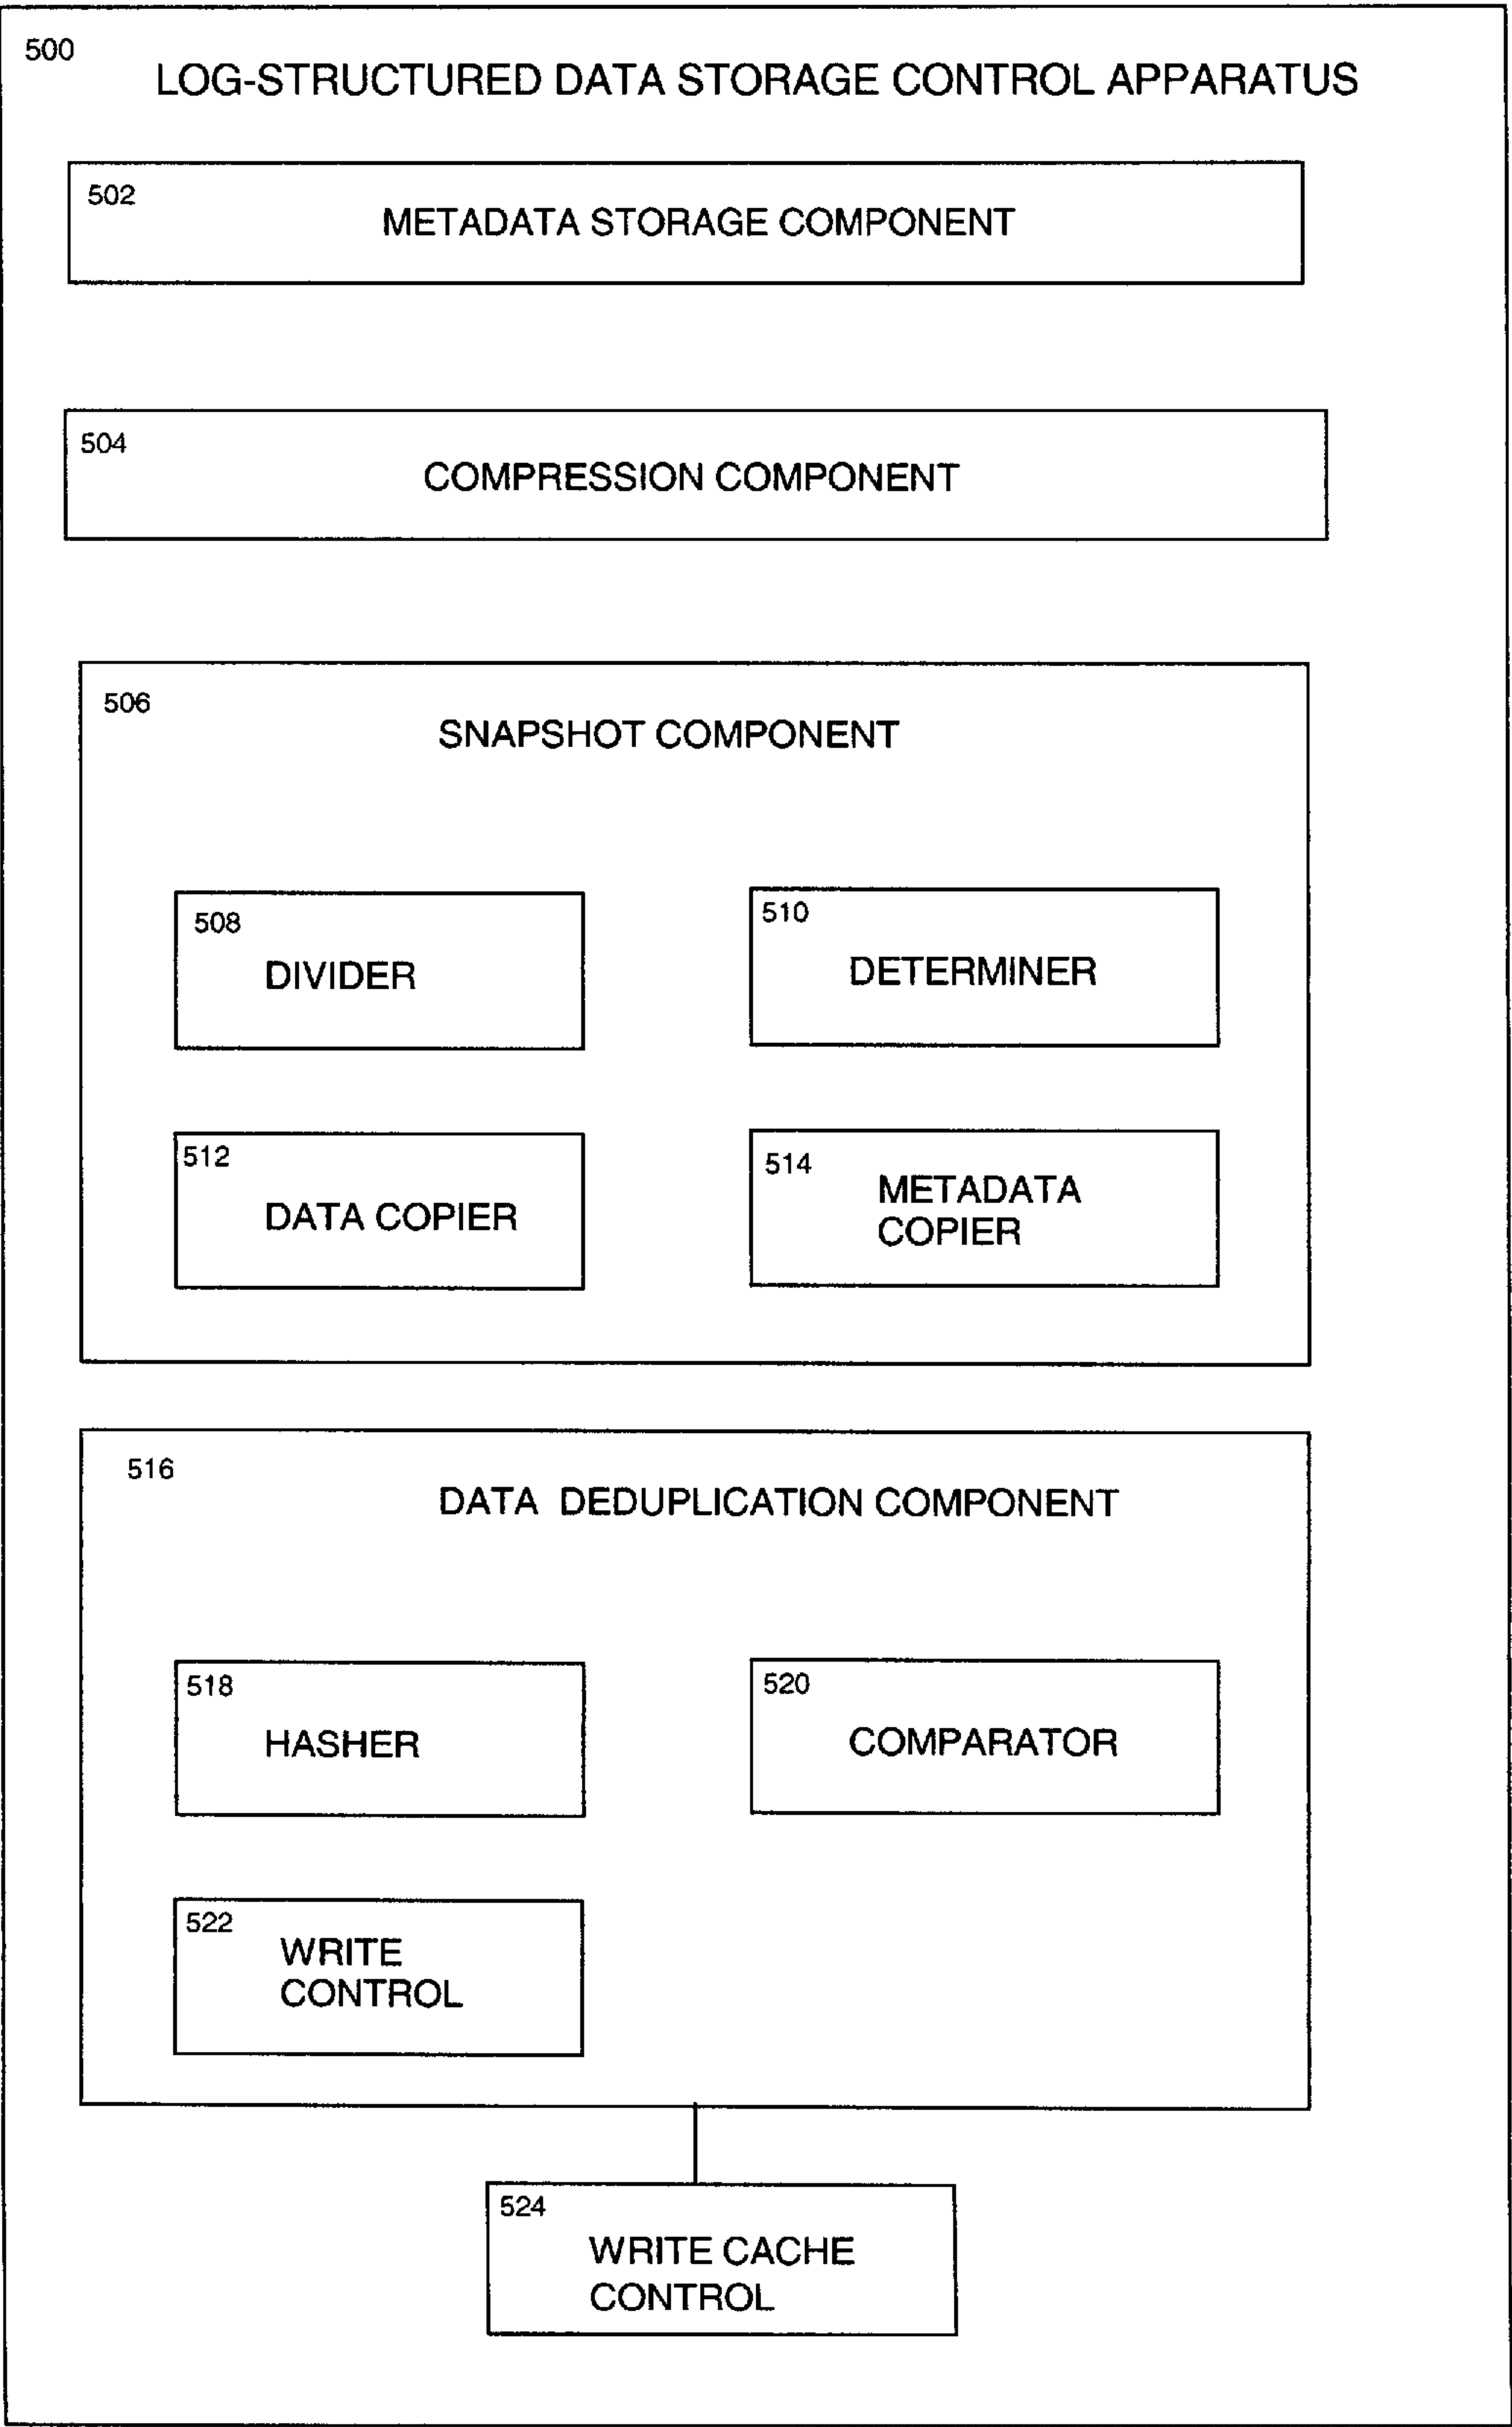 500
LOG-STRUCTURED DATA STORAGE CONTROL APPARATUS
502
METADATA STORAGE COMPONENT
504
COMPRESSION COMPONENT
506
SNAPSHOT COMPONENT
508
DIVIDER
510
DETERMINER
512
DATA COPIER
514
METADATA
COPIER
516
DATA DEDUPLICATION COMPONENT
518
HASHER
520
COMPARATOR
522
WRITE
CONTROL
524
WRITE CACHE
CONTROL